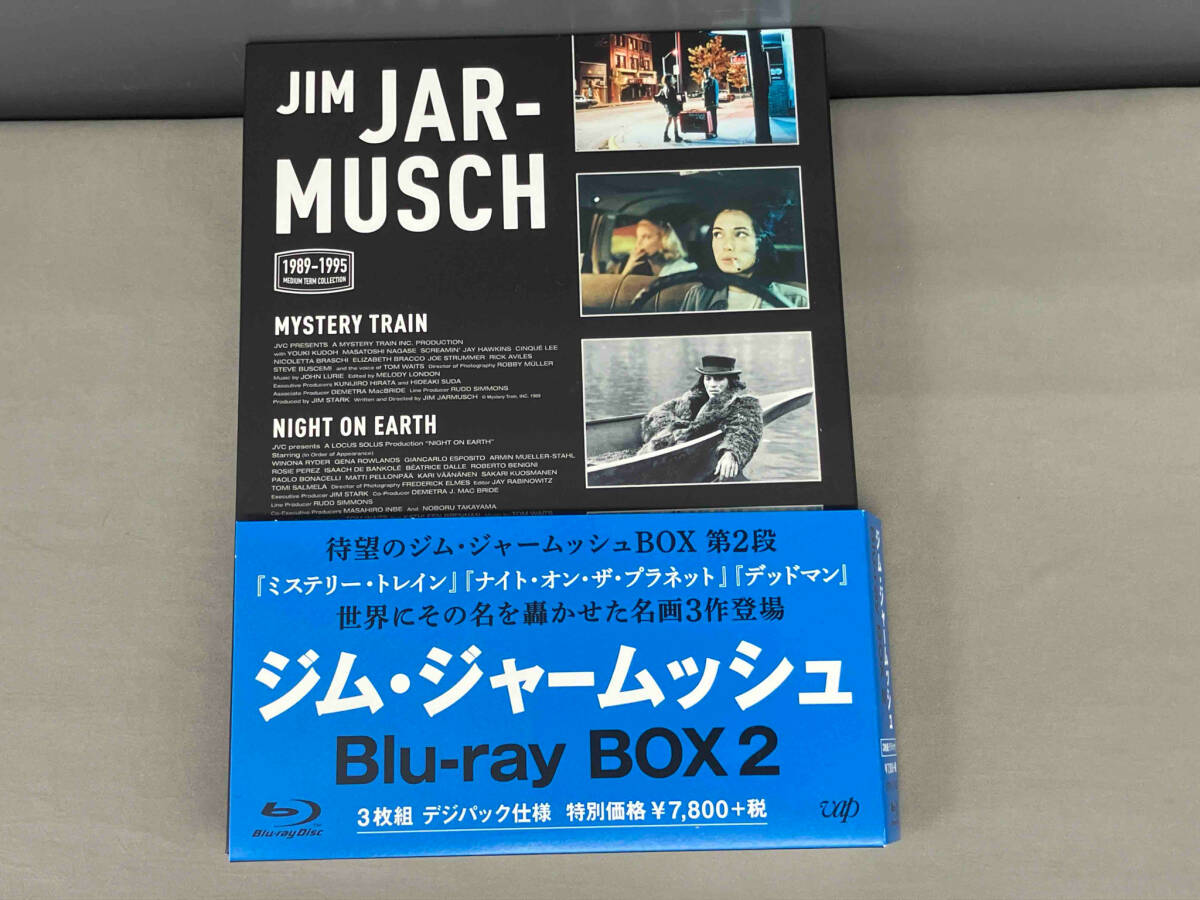 JIM JAR-
MUSCH
1989-1995
MEDIUM TERM COLLECTION
MYSTERY TRAIN
JVC PRESENTS A MYSTERY TRAIN INC. PRODUCTION
with YOUKI KUDOH MASATOSHI NAGASE SCREAMIN' JAY HAWKINS CINQUÉ LEE
NICOLETTA BRASCHI ELIZABETH BRACCO JOE STRUMMER RICK AVILES
STEVE BUSCEMI and the voice of TOM WAITS Director of Photography ROBBY MÜLLER
Music by JOHN LURIE Edited by MELODY LONDON
Executive Producers KUNIJIRO HIRATA and HIDEAKI SUDA
Associate Producer DEMETRA MacBRIDE Line Producer RUDD SIMMONS
Produced by JIM STARK Written and Directed by JIM JARMUSCH © Mystery Train, INC. 1989
NIGHT ON EARTH
JVC presents A LOCUS SOLUS Production "NIGHT ON EARTH"
Starring (In Order of Appearance)
WINONA RYDER GENA ROWLANDS GIANCARLO ESPOSITO ARMIN MUELLER-STAHL
ROSIE PEREZ ISAACH DE BANKOLÉ BÉATRICE DALLE ROBERTO BENIGNI
PAOLO BONACELLI MATTI PELLONPÄÄ KARI VÄÄNÄNEN SAKARI KUOSMANEN
TOMI SALMELA Director of Photography FREDERICK ELMES Editor JAY RABINOWITZ
Executive Producer JIM STARK Co-Producer DEMETRA J. MAC BRIDE
Line Producer RUDD SIMMONS
Co-Executive Producers MASAHIRO INBE And NOBORU TAKAYAMA
待望のジム・ジャームッシュBOX 第2段
『ミステリー・トレイン』『ナイト・オン・ザ・プラネット』『デッドマン』
世界にその名を轟かせた名画3作登場
ジム・ジャームッシュ
Blu-ray BOX 2
Blu-ray Disc
3枚組 デジパック仕様 特別価格￥7,800+税
vap
ジム・ジャームッシュ